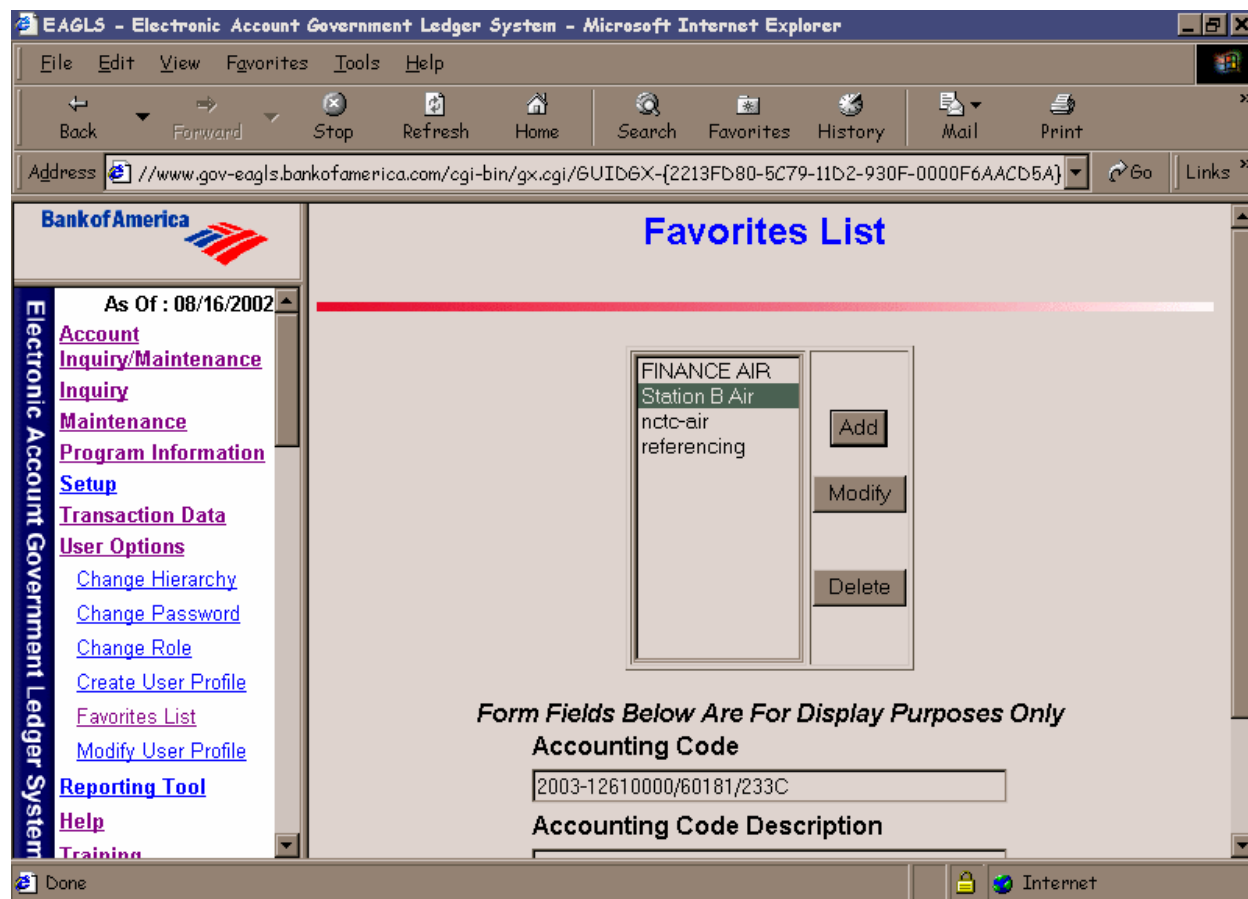 EAGLS - Electronic Account Government Ledger System - Microsoft Internet Explorer
File Edit View Favorites Tools Help
Back Forward Stop Refresh Home Search Favorites History Mail Print
Address //www.gov-eagls.bankofamerica.com/cgi-bin/gx.cgi/GUIDGX-{2213FD80-5C79-11D2-930F-0000F6AACD5A} Go Links
Bank of America
Electronic Account Government Ledger System
As Of : 08/16/2002
Account
Inquiry/Maintenance
Inquiry
Maintenance
Program Information
Setup
Transaction Data
User Options
Change Hierarchy
Change Password
Change Role
Create User Profile
Favorites List
Modify User Profile
Reporting Tool
Help
Training
Favorites List
FINANCE AIR
Station B Air
nctc-air
referencing
Add
Modify
Delete
Form Fields Below Are For Display Purposes Only
Accounting Code
2003-12610000/60181/233C
Accounting Code Description
Done
Internet